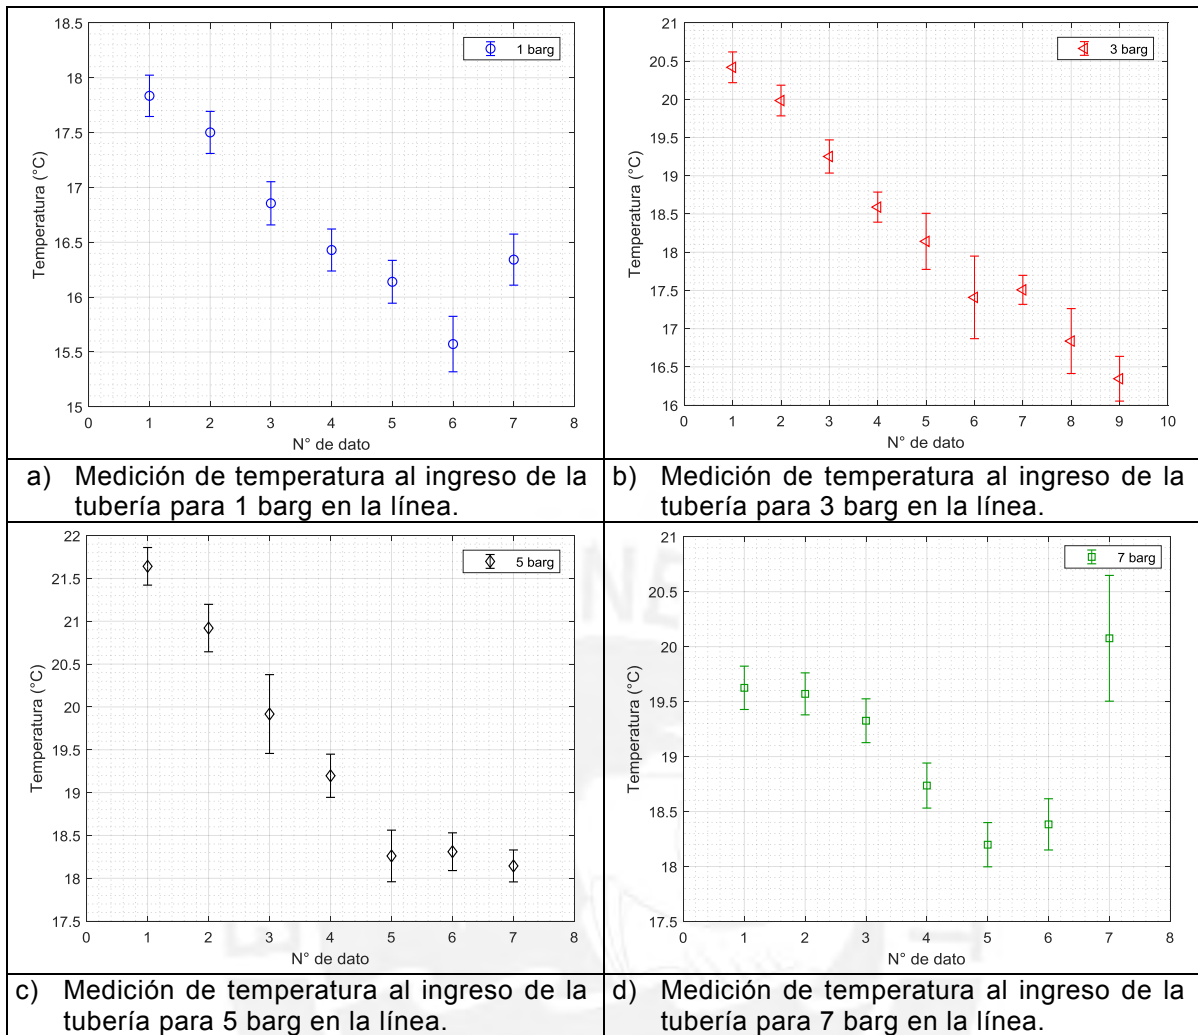 18.5
18
17.5
17
16.5
16
15.5
15
Temperatura (°C)
0 1 2 3 4 5 6 7 8
N° de dato
1 barg
21
20.5
20
19.5
19
18.5
18
17.5
17
16.5
16
Temperatura (°C)
0 1 2 3 4 5 6 7 8 9 10
N° de dato
3 barg
a) Medición de temperatura al ingreso de la
tubería para 1 barg en la línea.
b) Medición de temperatura al ingreso de la
tubería para 3 barg en la línea.
22
21.5
21
20.5
20
19.5
19
18.5
18
17.5
Temperatura (°C)
0 1 2 3 4 5 6 7 8
N° de dato
5 barg
21
20.5
20
19.5
19
18.5
18
17.5
Temperatura (°C)
0 1 2 3 4 5 6 7 8
N° de dato
7 barg
c) Medición de temperatura al ingreso de la
tubería para 5 barg en la línea.
d) Medición de temperatura al ingreso de la
tubería para 7 barg en la línea.